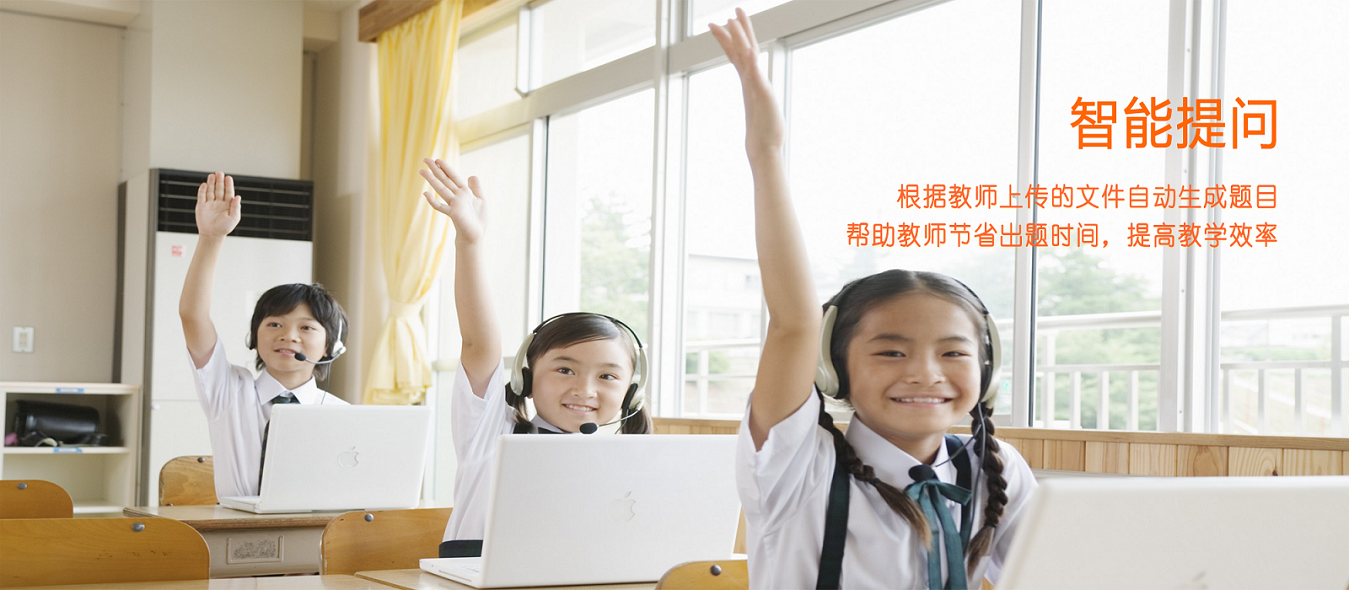 智能提问
根据教师上传的文件自动生成题目
帮助教师节省出题时间，提高教学效率